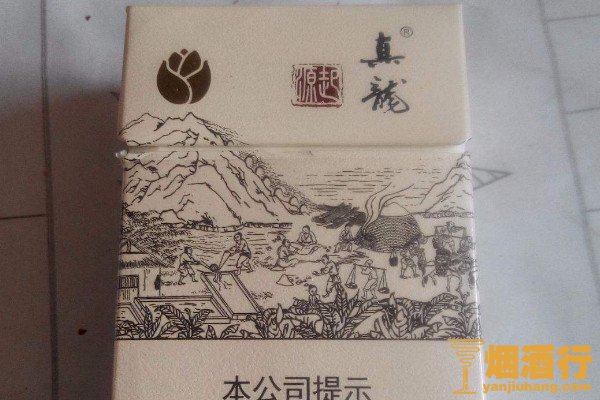 真龍®
起源
本公司提示
烟酒行
yanjiuhang.com